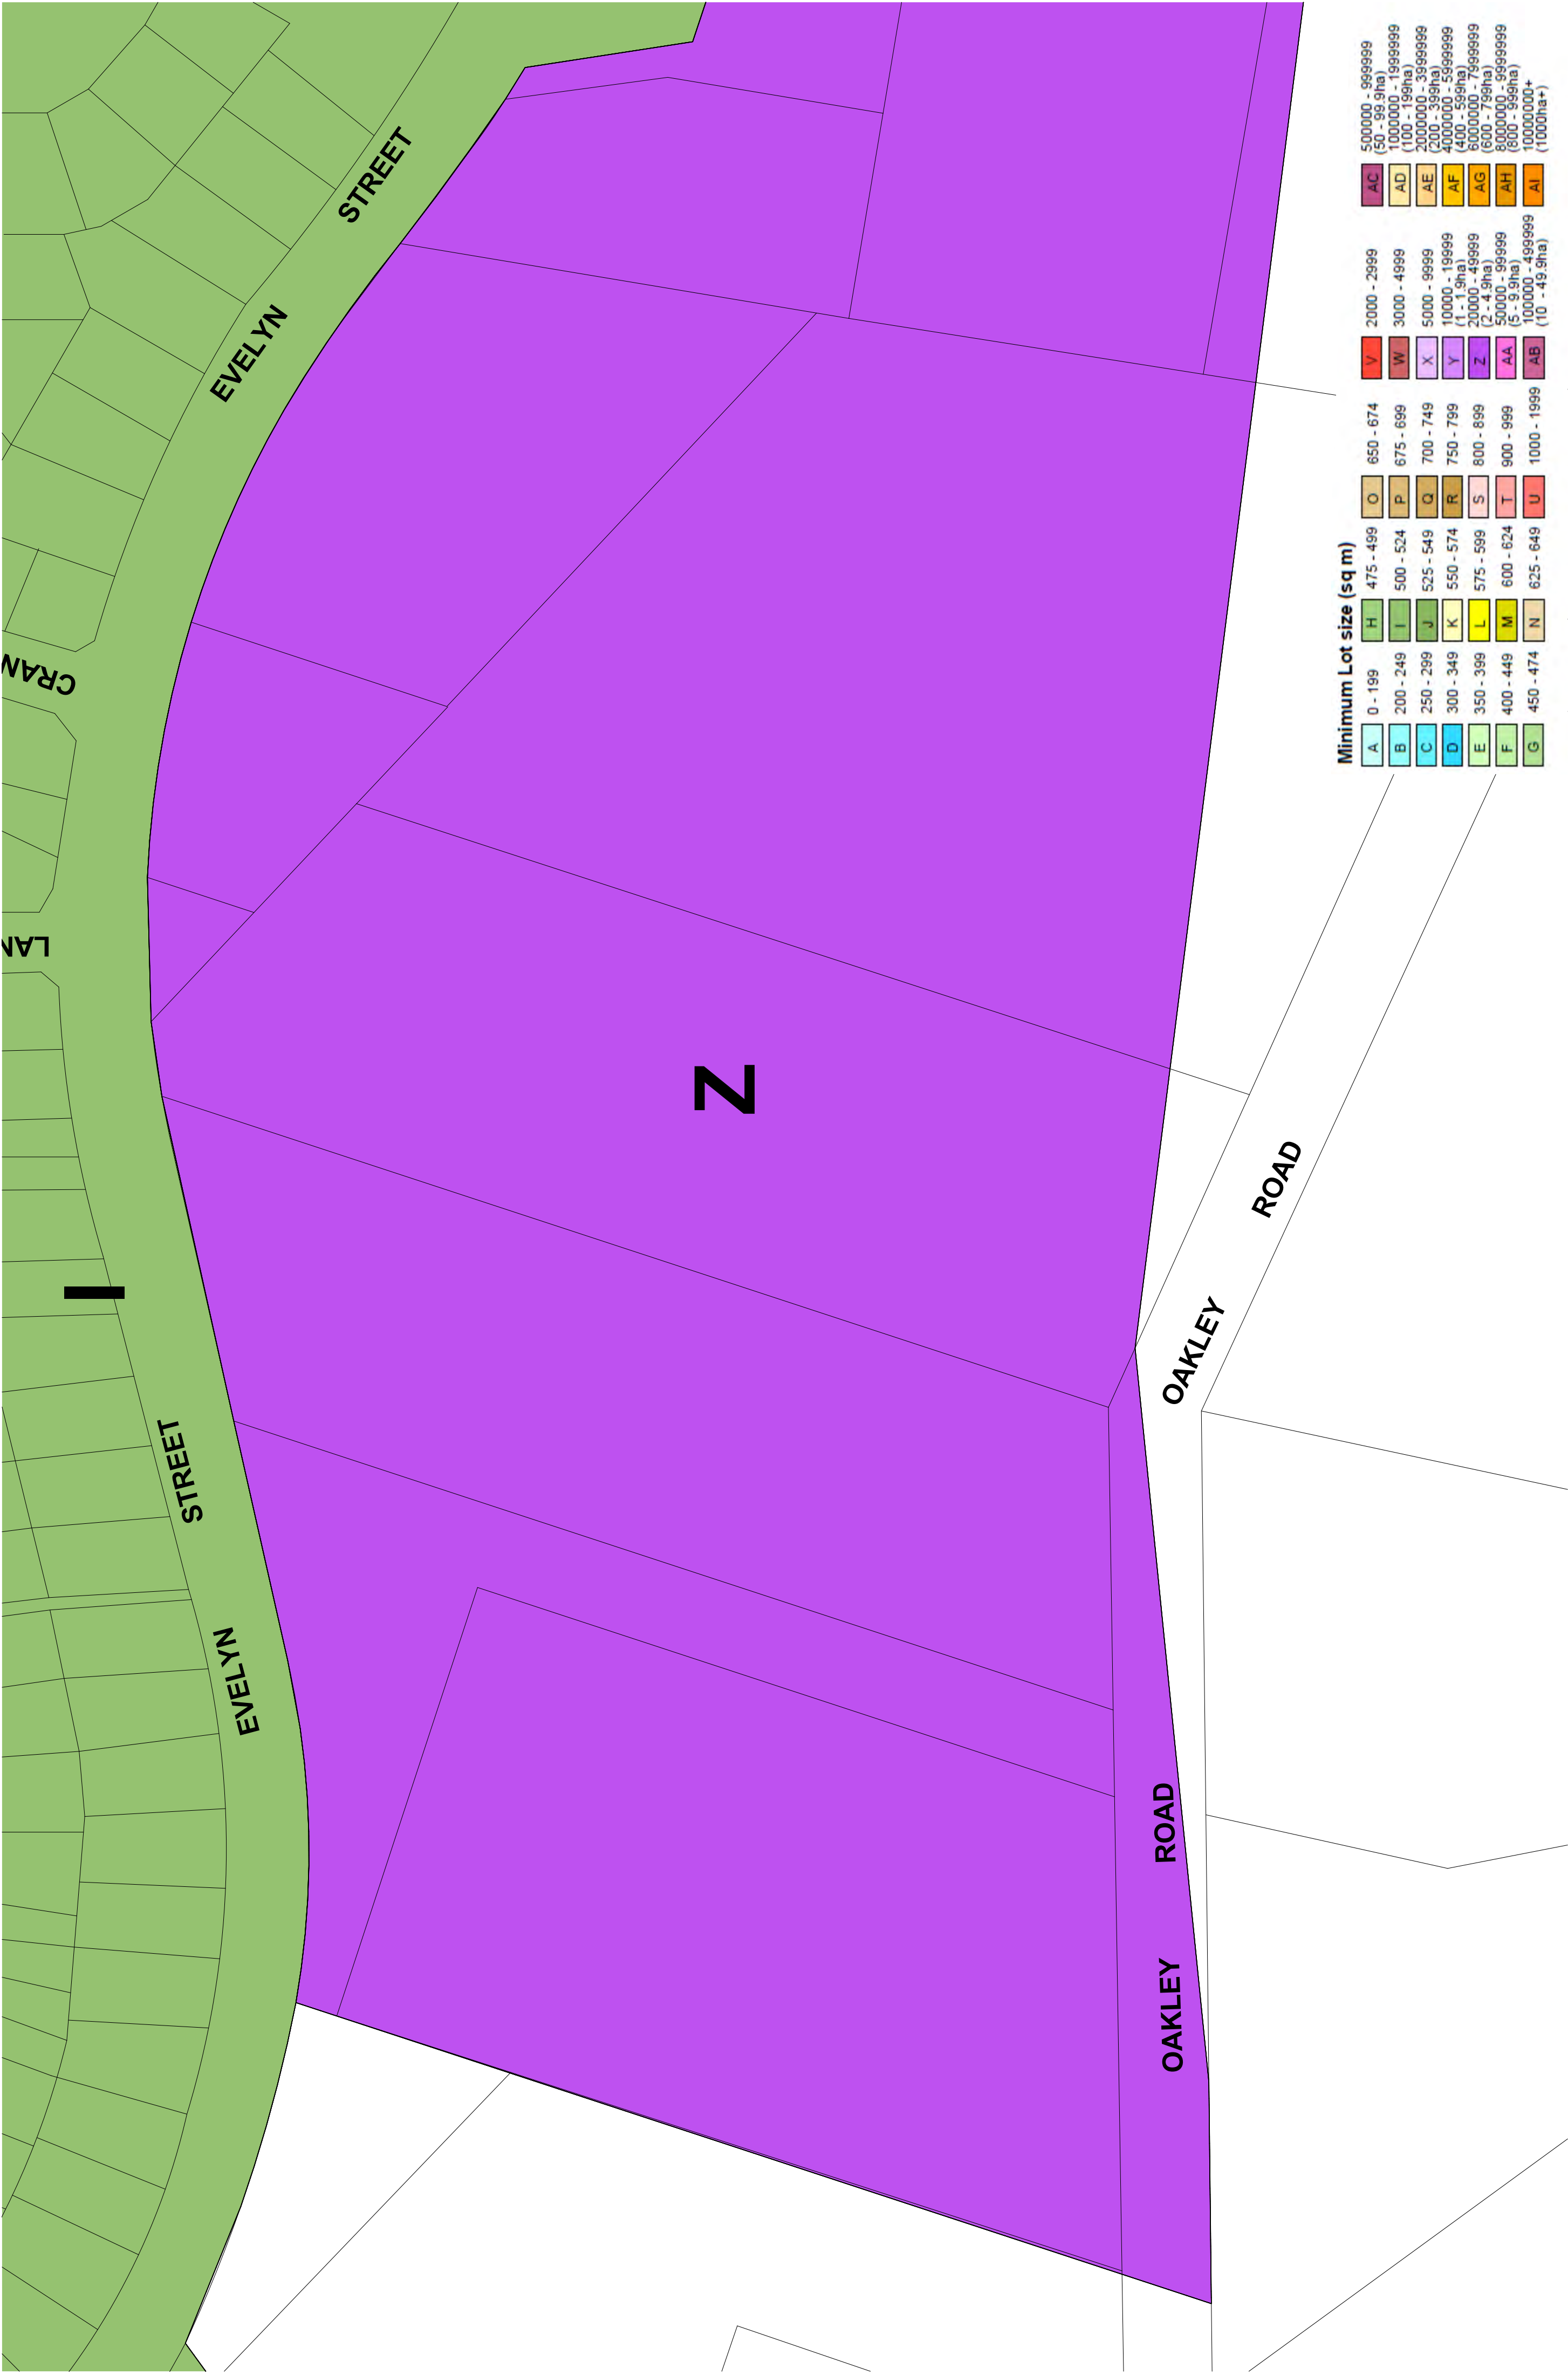 EVELYN STREET
CRAN
LAN
I
EVELYN STREET
Z
OAKLEY ROAD
OAKLEY ROAD
Minimum Lot size (sq m)
A 0 - 199 H 475 - 499 O 650 - 674 V 2000 - 2999 AC 500000 - 999999
(50 - 99.9ha)
B 200 - 249 I 500 - 524 P 675 - 699 W 3000 - 4999 AD 1000000 - 1999999
(100 - 199ha)
C 250 - 299 J 525 - 549 Q 700 - 749 X 5000 - 9999 AE 2000000 - 3999999
(200 - 399ha)
D 300 - 349 K 550 - 574 R 750 - 799 Y 10000 - 19999 AF 4000000 - 5999999
(1 - 1.9ha) (400 - 599ha)
E 350 - 399 L 575 - 599 S 800 - 899 Z 20000 - 49999 AG 6000000 - 7999999
(2 - 4.9ha) (600 - 799ha)
F 400 - 449 M 600 - 624 T 900 - 999 AA 50000 - 99999 AH 8000000 - 9999999
(5 - 9.9ha) (800 - 999ha)
G 450 - 474 N 625 - 649 U 1000 - 1999 AB 100000 - 499999 AI 10000000+
(10 - 49.9ha) (1000ha+)